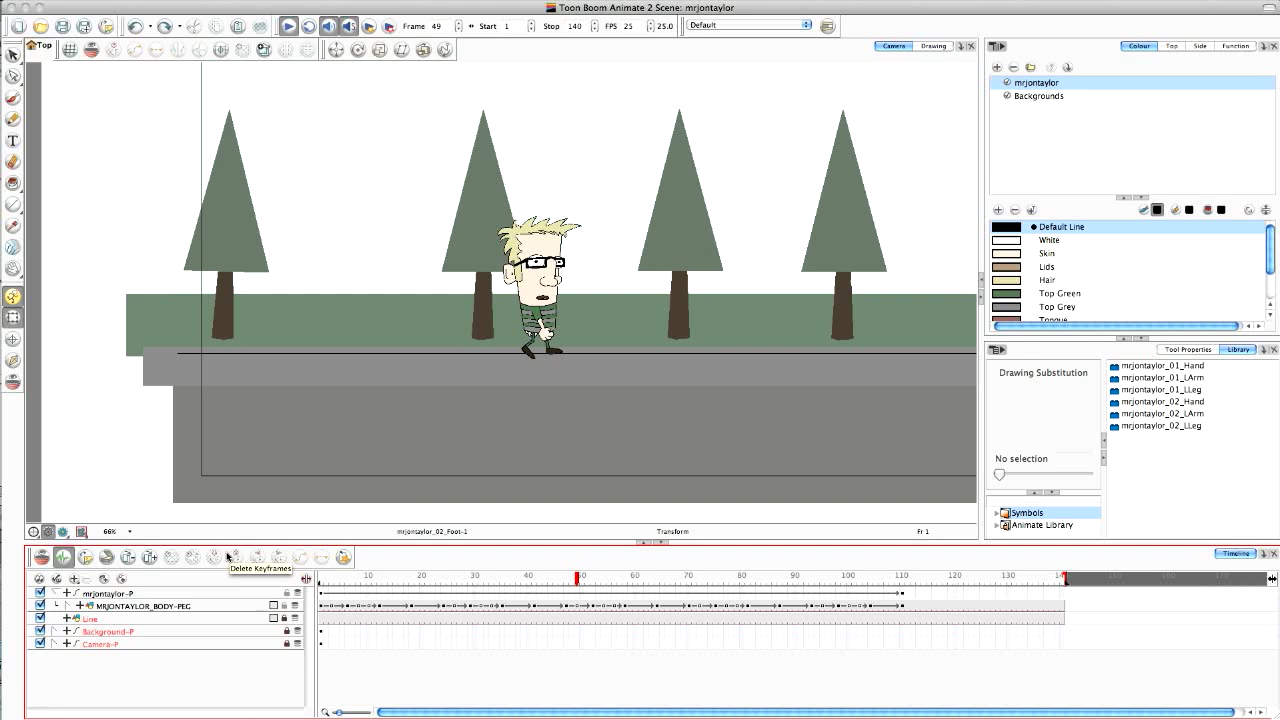 Toon Boom Animate 2 Scene: mrjontaylor
Frame 49 Start 1 Stop 140 FPS 25 25.0 Default
Top Camera Drawing Colour Top Side Function
mrjontaylor
Backgrounds
Default Line
White
Skin
Lids
Hair
Top Green
Top Grey
Tongue
Tool Properties Library
Drawing Substitution
mrjontaylor_01_Hand
mrjontaylor_01_LArm
mrjontaylor_01_LLeg
mrjontaylor_02_Hand
mrjontaylor_02_LArm
mrjontaylor_02_LLeg
No selection
Symbols
Animate Library
66% mrjontaylor_02_Foot-1 Transform Fr 1
Timeline
Delete Keyframes
10 20 30 40 50 60 70 80 90 100 110 120 130 170
mrjontaylor-P
MRJONTAYLOR_BODY-PEG
Line
Background-P
Camera-P